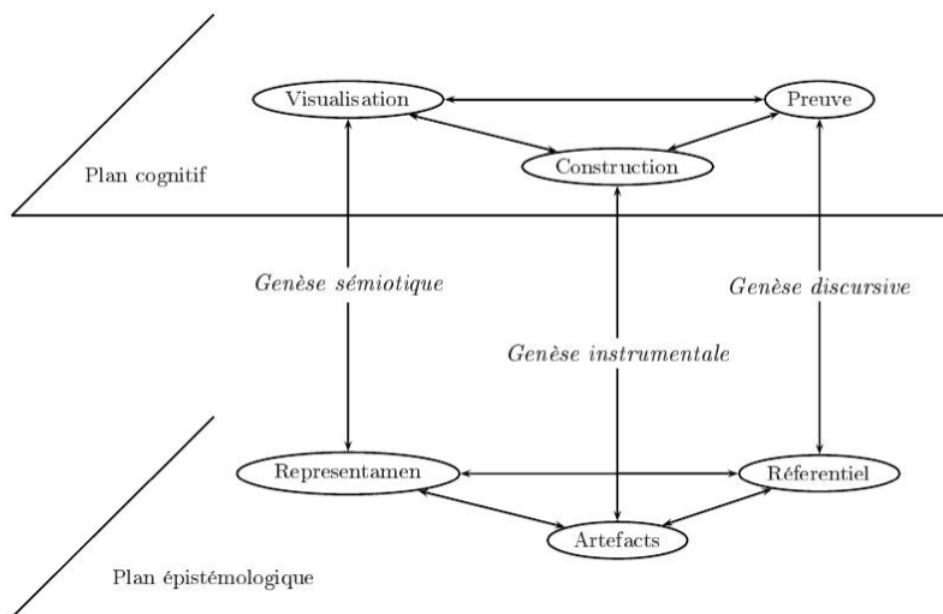 Visualisation
Preuve
Construction
Plan cognitif
Genèse sémiotique
Genèse discursive
Genèse instrumentale
Representamen
Réferentiel
Artefacts
Plan épistémologique